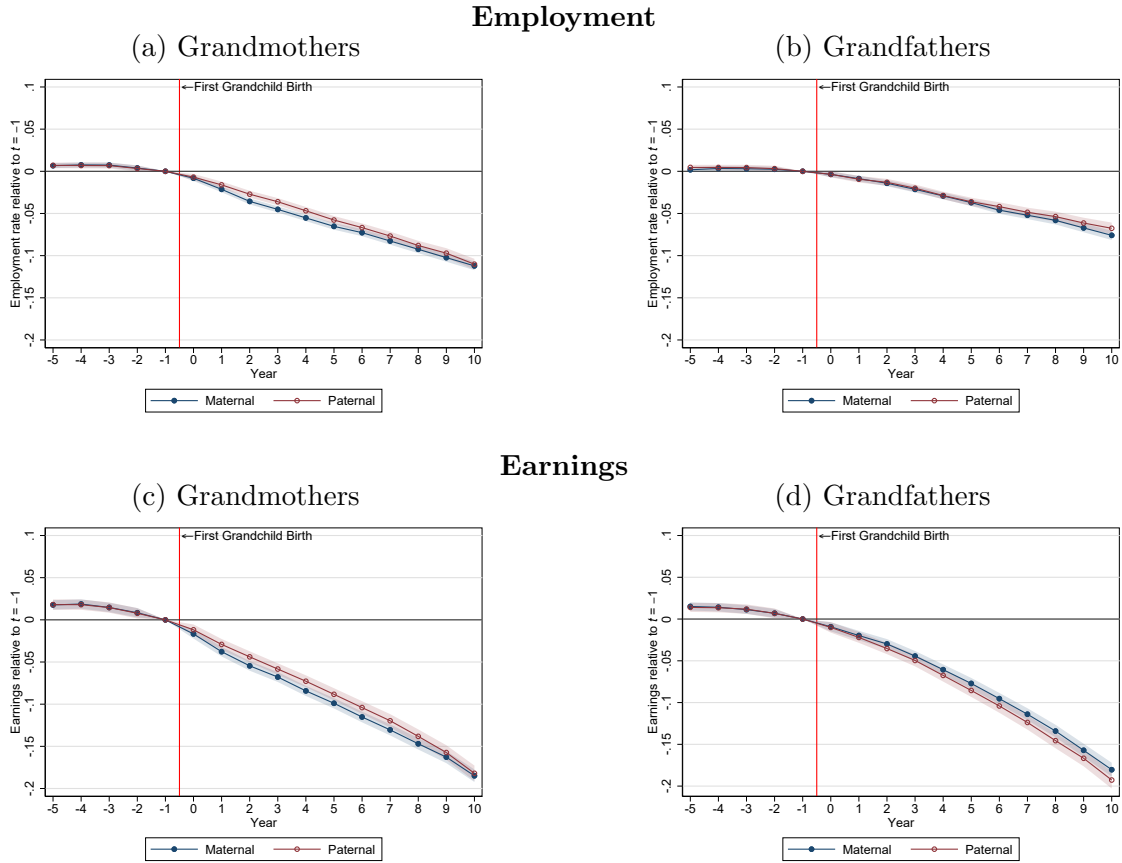 Employment
(a) Grandmothers
Employment rate relative to t = −1
.1
.05
0
-.05
-.1
-.15
-.2
←First Grandchild Birth
-5 -4 -3 -2 -1 0 1 2 3 4 5 6 7 8 9 10
Year
Maternal Paternal
(b) Grandfathers
Employment rate relative to t = −1
.1
.05
0
-.05
-.1
-.15
-.2
←First Grandchild Birth
-5 -4 -3 -2 -1 0 1 2 3 4 5 6 7 8 9 10
Year
Maternal Paternal
Earnings
(c) Grandmothers
Earnings relative to t = −1
.1
.05
0
-.05
-.1
-.15
-.2
←First Grandchild Birth
-5 -4 -3 -2 -1 0 1 2 3 4 5 6 7 8 9 10
Year
Maternal Paternal
(d) Grandfathers
Earnings relative to t = −1
.1
.05
0
-.05
-.1
-.15
-.2
←First Grandchild Birth
-5 -4 -3 -2 -1 0 1 2 3 4 5 6 7 8 9 10
Year
Maternal Paternal